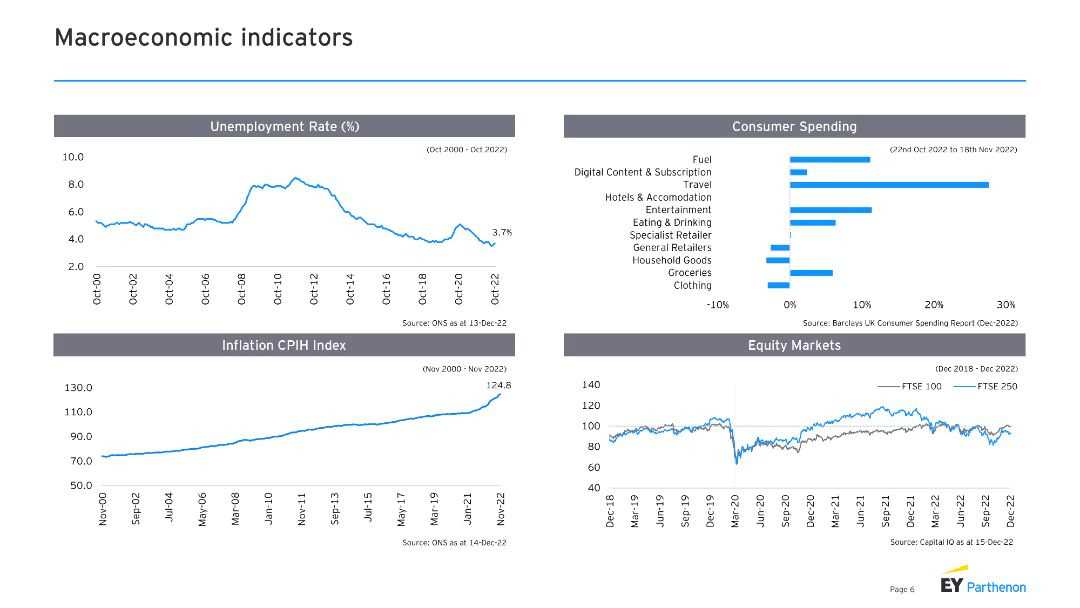 Macroeconomic indicators
Unemployment Rate (%)
(Oct 2000 - Oct 2022)
10.0
8.0
6.0
4.0
2.0
3.7%
Oct-00
Oct-02
Oct-04
Oct-06
Oct-08
Oct-10
Oct-12
Oct-14
Oct-16
Oct-18
Oct-20
Oct-22
Source: ONS as at 13-Dec-22
Consumer Spending
(22nd Oct 2022 to 18th Nov 2022)
Fuel
Digital Content & Subscription
Travel
Hotels & Accomodation
Entertainment
Eating & Drinking
Specialist Retailer
General Retailers
Household Goods
Groceries
Clothing
-10%
0%
10%
20%
30%
Source: Barclays UK Consumer Spending Report (Dec-2022)
Inflation CPIH Index
(Nov 2000 - Nov 2022)
124.8
130.0
110.0
90.0
70.0
50.0
Nov-00
Sep-02
Jul-04
May-06
Mar-08
Jan-10
Nov-11
Sep-13
Jul-15
May-17
Mar-19
Jan-21
Nov-22
Source: ONS as at 14-Dec-22
Equity Markets
(Dec 2018 - Dec 2022)
FTSE 100
FTSE 250
140
120
100
80
60
40
Dec-18
Mar-19
Jun-19
Sep-19
Dec-19
Mar-20
Jun-20
Sep-20
Dec-20
Mar-21
Jun-21
Sep-21
Dec-21
Mar-22
Jun-22
Sep-22
Dec-22
Source: Capital IQ as at 15-Dec-22
Page 6
EY Parthenon